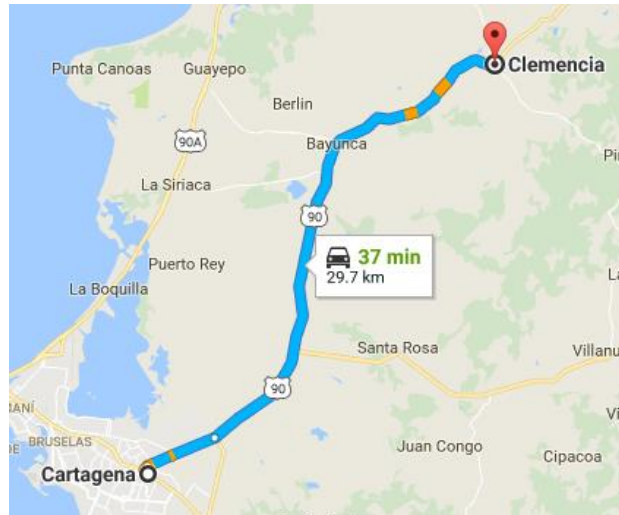 Clemencia
Punta Canoas
Guayepo
Berlin
90A
Bayunca
La Siriaca
90
37 min
29.7 km
Puerto Rey
La Boquilla
Santa Rosa
Villanu
90
BRUSELAS
Juan Congo
Cipacoa
Cartagena